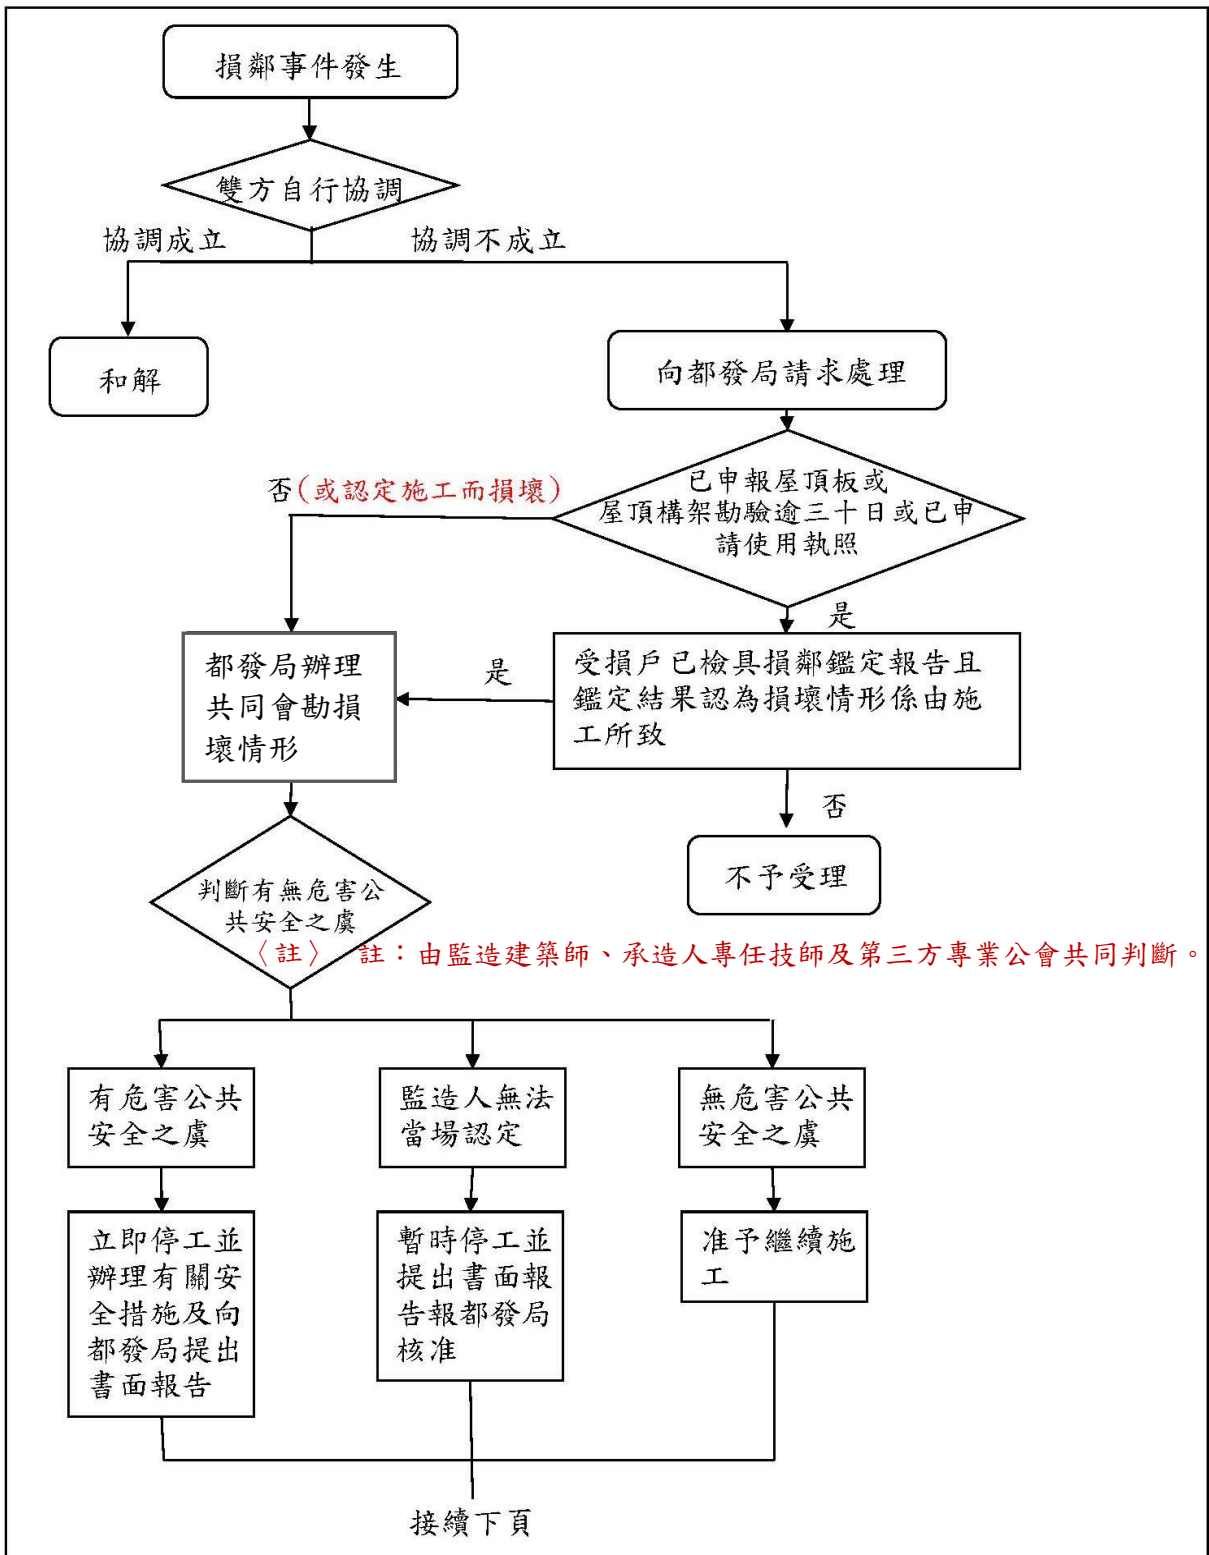 損鄰事件發生
雙方自行協調
協調成立
協調不成立
和解
向都發局請求處理
已申報屋頂板或
屋頂構架勘驗逾三十日或已申
請使用執照
否(或認定施工而損壞)
是
都發局辦理
共同會勘損
壞情形
是
受損戶已檢具損鄰鑑定報告且
鑑定結果認為損壞情形係由施
工所致
否
不予受理
判斷有無危害公
共安全之虞
〈註〉 註：由監造建築師、承造人專任技師及第三方專業公會共同判斷。
有危害公共
安全之虞
監造人無法
當場認定
無危害公共
安全之虞
立即停工並
辦理有關安
全措施及向
都發局提出
書面報告
暫時停工並
提出書面報
告報都發局
核准
准予繼續施
工
接續下頁